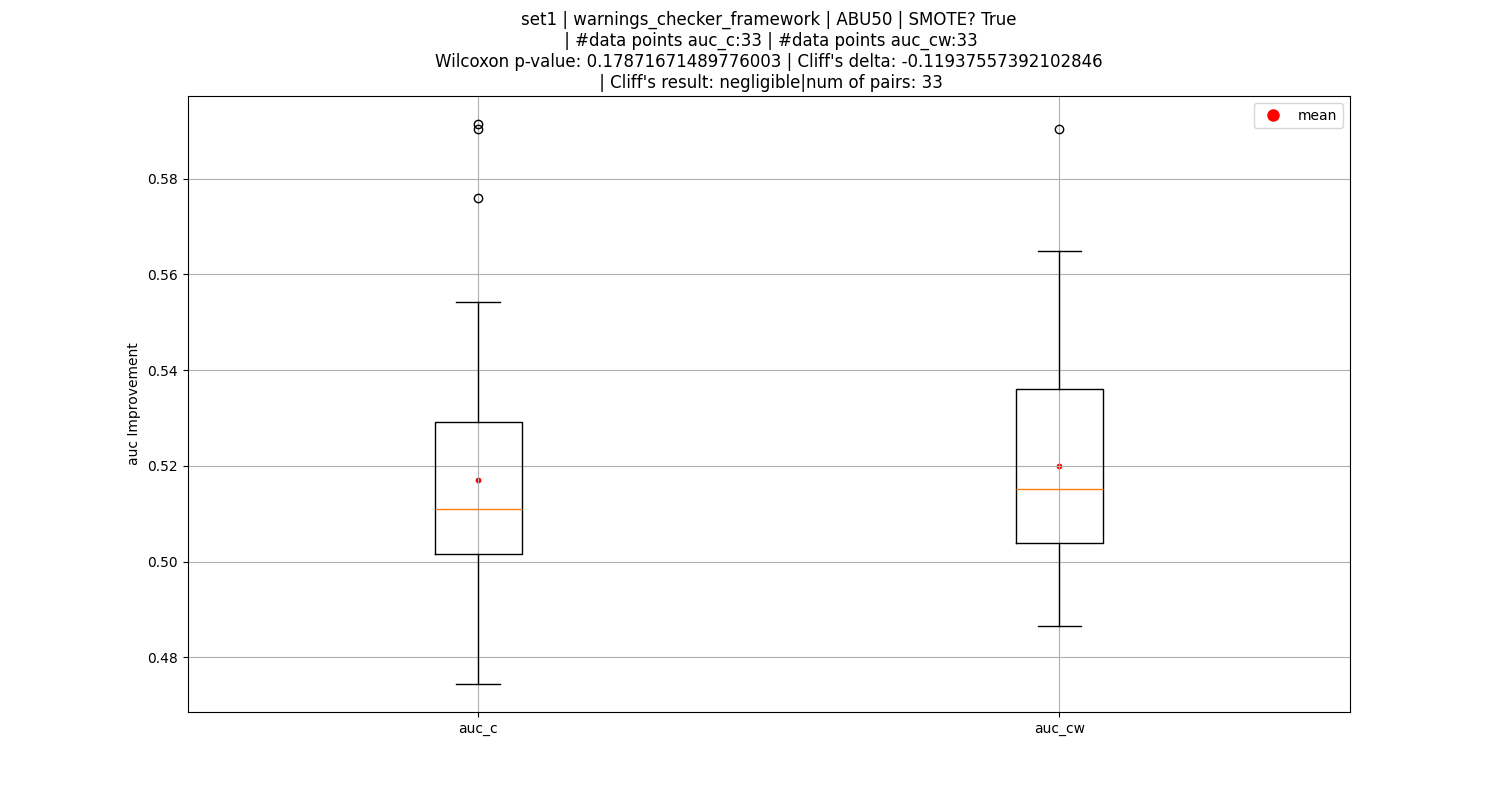 set1 | warnings_checker_framework | ABU50 | SMOTE? True
| #data points auc_c:33 | #data points auc_cw:33
Wilcoxon p-value: 0.17871671489776003 | Cliff's delta: -0.11937557392102846
| Cliff's result: negligible|num of pairs: 33
mean
0.58
0.56
0.54
0.52
0.50
0.48
auc Improvement
auc_c
auc_cw